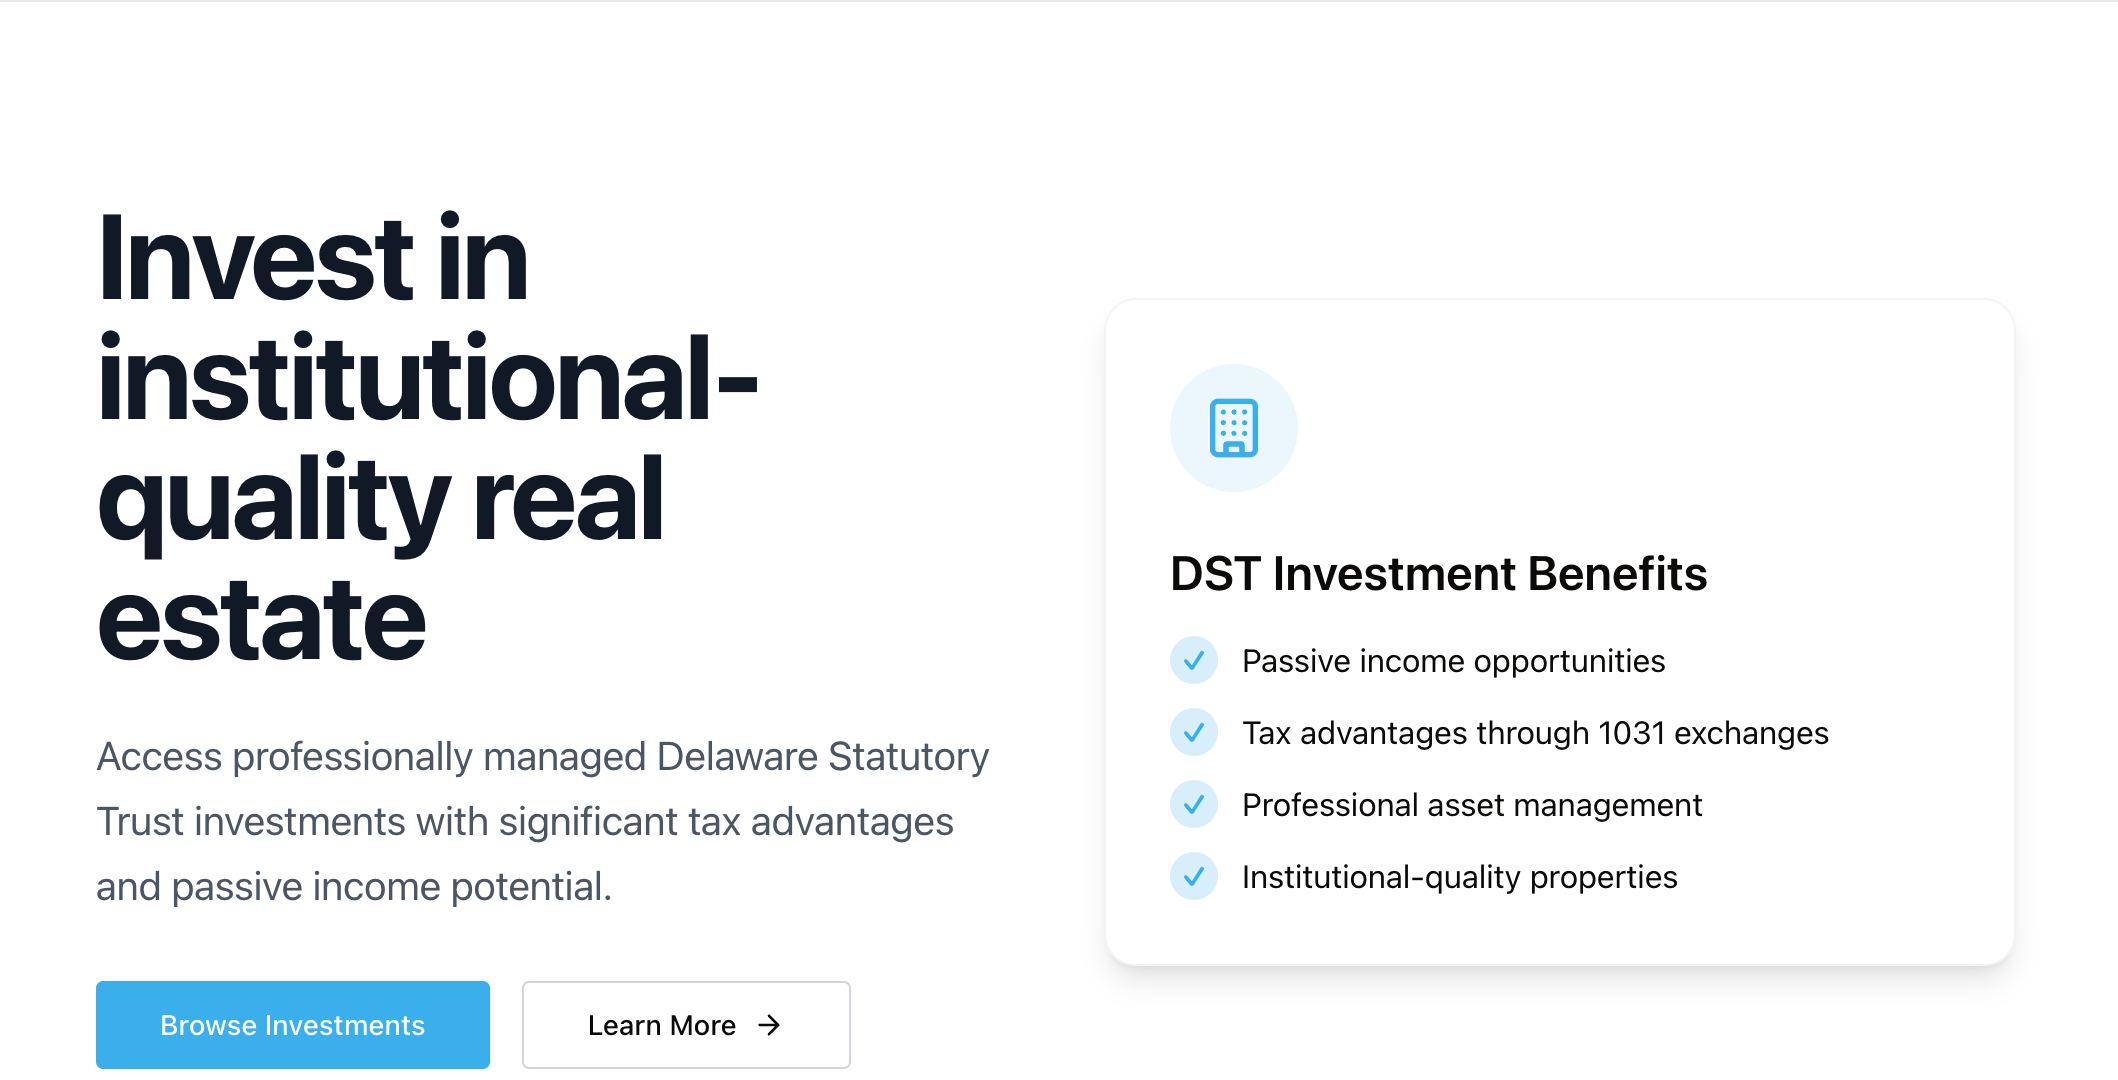 Invest in
institutional-
quality real
estate
Access professionally managed Delaware Statutory
Trust investments with significant tax advantages
and passive income potential.
Browse Investments
Learn More →
DST Investment Benefits
Passive income opportunities
Tax advantages through 1031 exchanges
Professional asset management
Institutional-quality properties